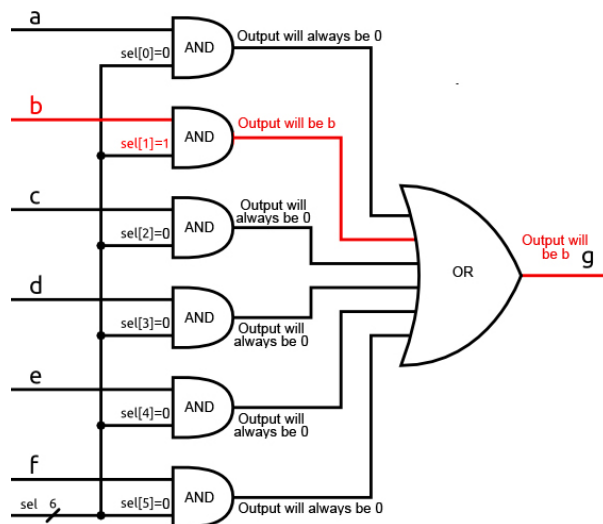 a
AND
Output will always be 0
sel[0]=0
b
AND
Output will be b
sel[1]=1
c
AND
Output will
always be 0
sel[2]=0
Output will
be b
g
OR
d
AND
sel[3]=0
Output will
always be 0
e
AND
sel[4]=0
Output will
always be 0
f
AND
sel 6
sel[5]=0
Output will always be 0